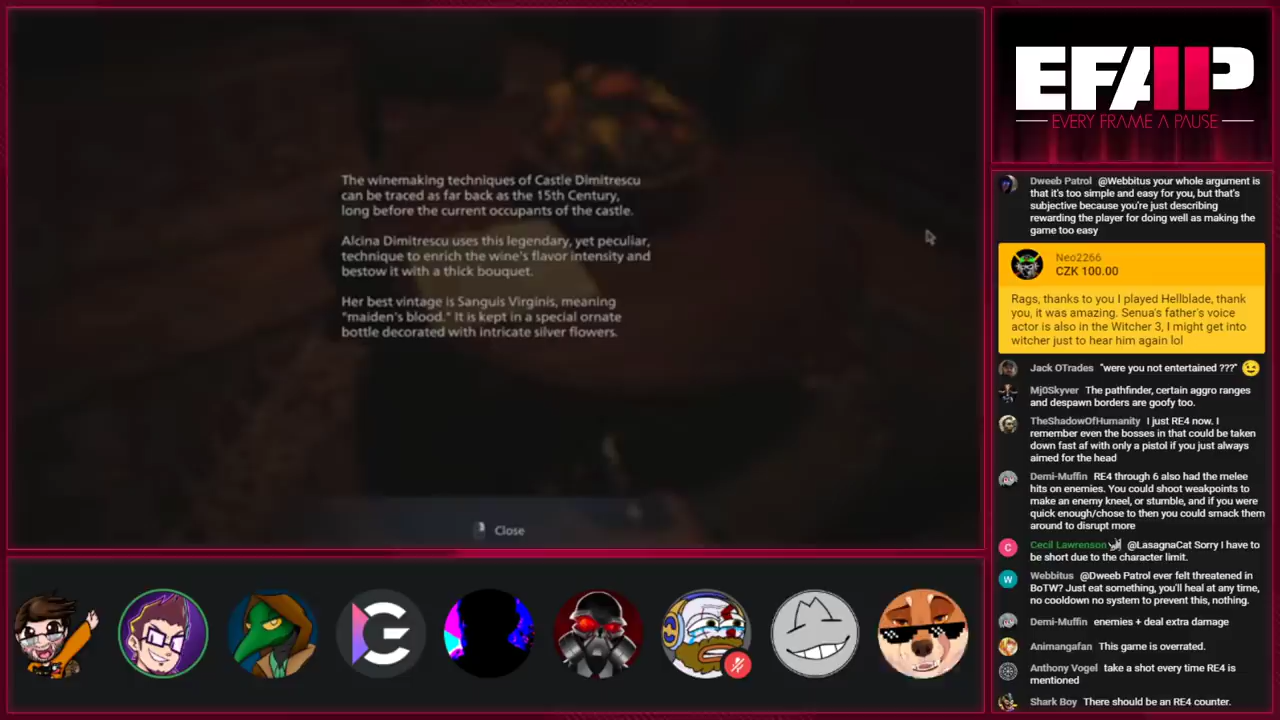 The winemaking techniques of Castle Dimitrescu
can be traced as far back as the 15th Century,
long before the current occupants of the castle.
Alcina Dimitrescu uses this legendary, yet peculiar,
technique to enrich the wine's flavor intensity and
bestow it with a thick bouquet.
Her best vintage is Sanguis Virginis, meaning
"maiden's blood." It is kept in a special ornate
bottle decorated with intricate silver flowers.
Close
EFAP
EVERY FRAME A PAUSE
Dweeb Patrol @Webbitus your whole argument is
that it's too simple and easy for you, but that's
subjective because you're just describing
rewarding the player for doing well as making the
game too easy
Neo2266
CZK 100.00
Rags, thanks to you I played Hellblade, thank
you, it was amazing. Senua's father's voice
actor is also in the Witcher 3, I might get into
witcher just to hear him again lol
Jack OTrades "were you not entertained ???" 😉
Mj0Skyver The pathfinder, certain aggro ranges
and despawn borders are goofy too.
TheShadowOfHumanity I just RE4 now. I
remember even the bosses in that could be taken
down fast af with only a pistol if you just always
aimed for the head
Demi-Muffin RE4 through 6 also had the melee
hits on enemies. You could shoot weakpoints to
make an enemy kneel, or stumble, and if you were
quick enough/chose to then you could smack them
around to disrupt more
C
Cecil Lawrenson @LasagnaCat Sorry I have to
be short due to the character limit.
W
Webbitus @Dweeb Patrol ever felt threatened in
BoTW? Just eat something, you'll heal at any time,
no cooldown no system to prevent this, nothing.
Demi-Muffin enemies + deal extra damage
Animangafan This game is overrated.
Anthony Vogel take a shot every time RE4 is
mentioned
Shark Boy There should be an RE4 counter.